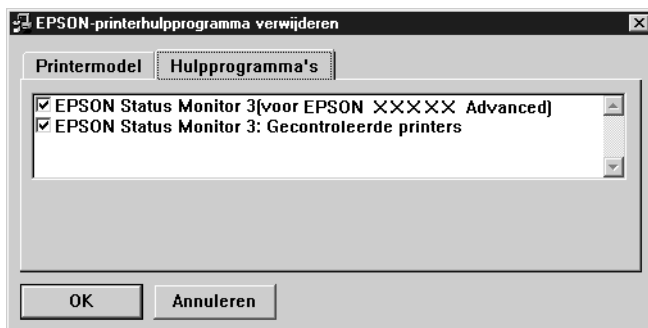 EPSON-printerhulpprogramma verwijderen
Printermodel
Hulpprogramma's
EPSON Status Monitor 3(voor EPSON XXXXX Advanced)
EPSON Status Monitor 3: Gecontroleerde printers
OK
Annuleren